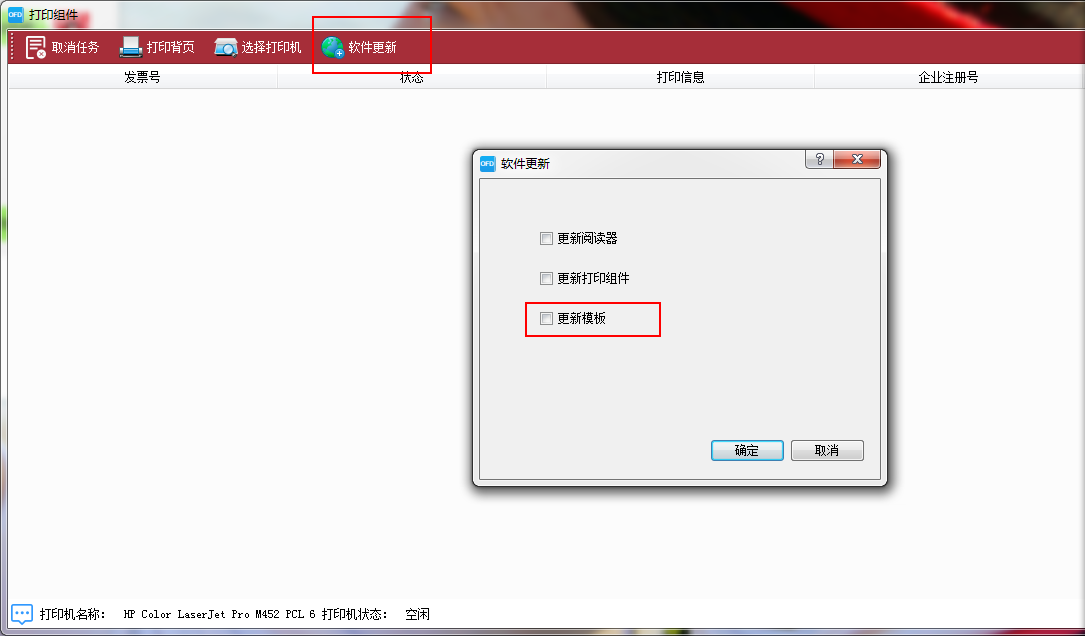 OFD 打印组件
取消任务 打印背页 选择打印机 软件更新
发票号 状态 打印信息 企业注册号
OFD 软件更新 ?
更新阅读器
更新打印组件
更新模板
确定 取消
打印机名称: HP Color LaserJet Pro M452 PCL 6 打印机状态: 空闲